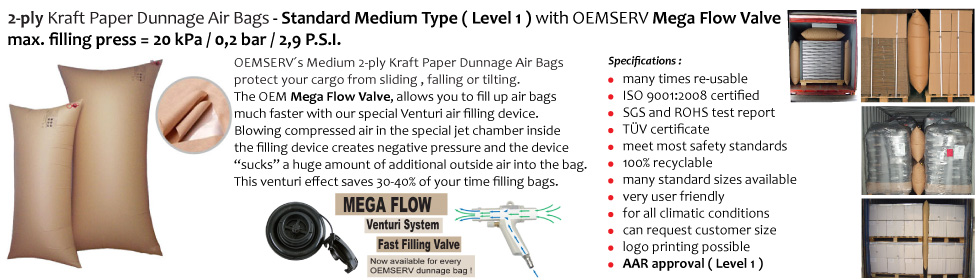 2-ply Kraft Paper Dunnage Air Bags - Standard Medium Type ( Level 1 ) with OEMSERV Mega Flow Valve
max. filling press = 20 kPa / 0,2 bar / 2,9 P.S.I.
OEMSERV´s Medium 2-ply Kraft Paper Dunnage Air Bags
protect your cargo from sliding , falling or tilting.
The OEM Mega Flow Valve, allows you to fill up air bags
much faster with our special Venturi air filling device.
Blowing compressed air in the special jet chamber inside
the filling device creates negative pressure and the device
“sucks” a huge amount of additional outside air into the bag.
This venturi effect saves 30-40% of your time filling bags.
MEGA FLOW
Venturi System
Fast Filling Valve
Now available for every
OEMSERV dunnage bag !
Specifications :
many times re-usable
ISO 9001:2008 certified
SGS and ROHS test report
TÜV certificate
meet most safety standards
100% recyclable
many standard sizes available
very user friendly
for all climatic conditions
can request customer size
logo printing possible
AAR approval ( Level 1 )